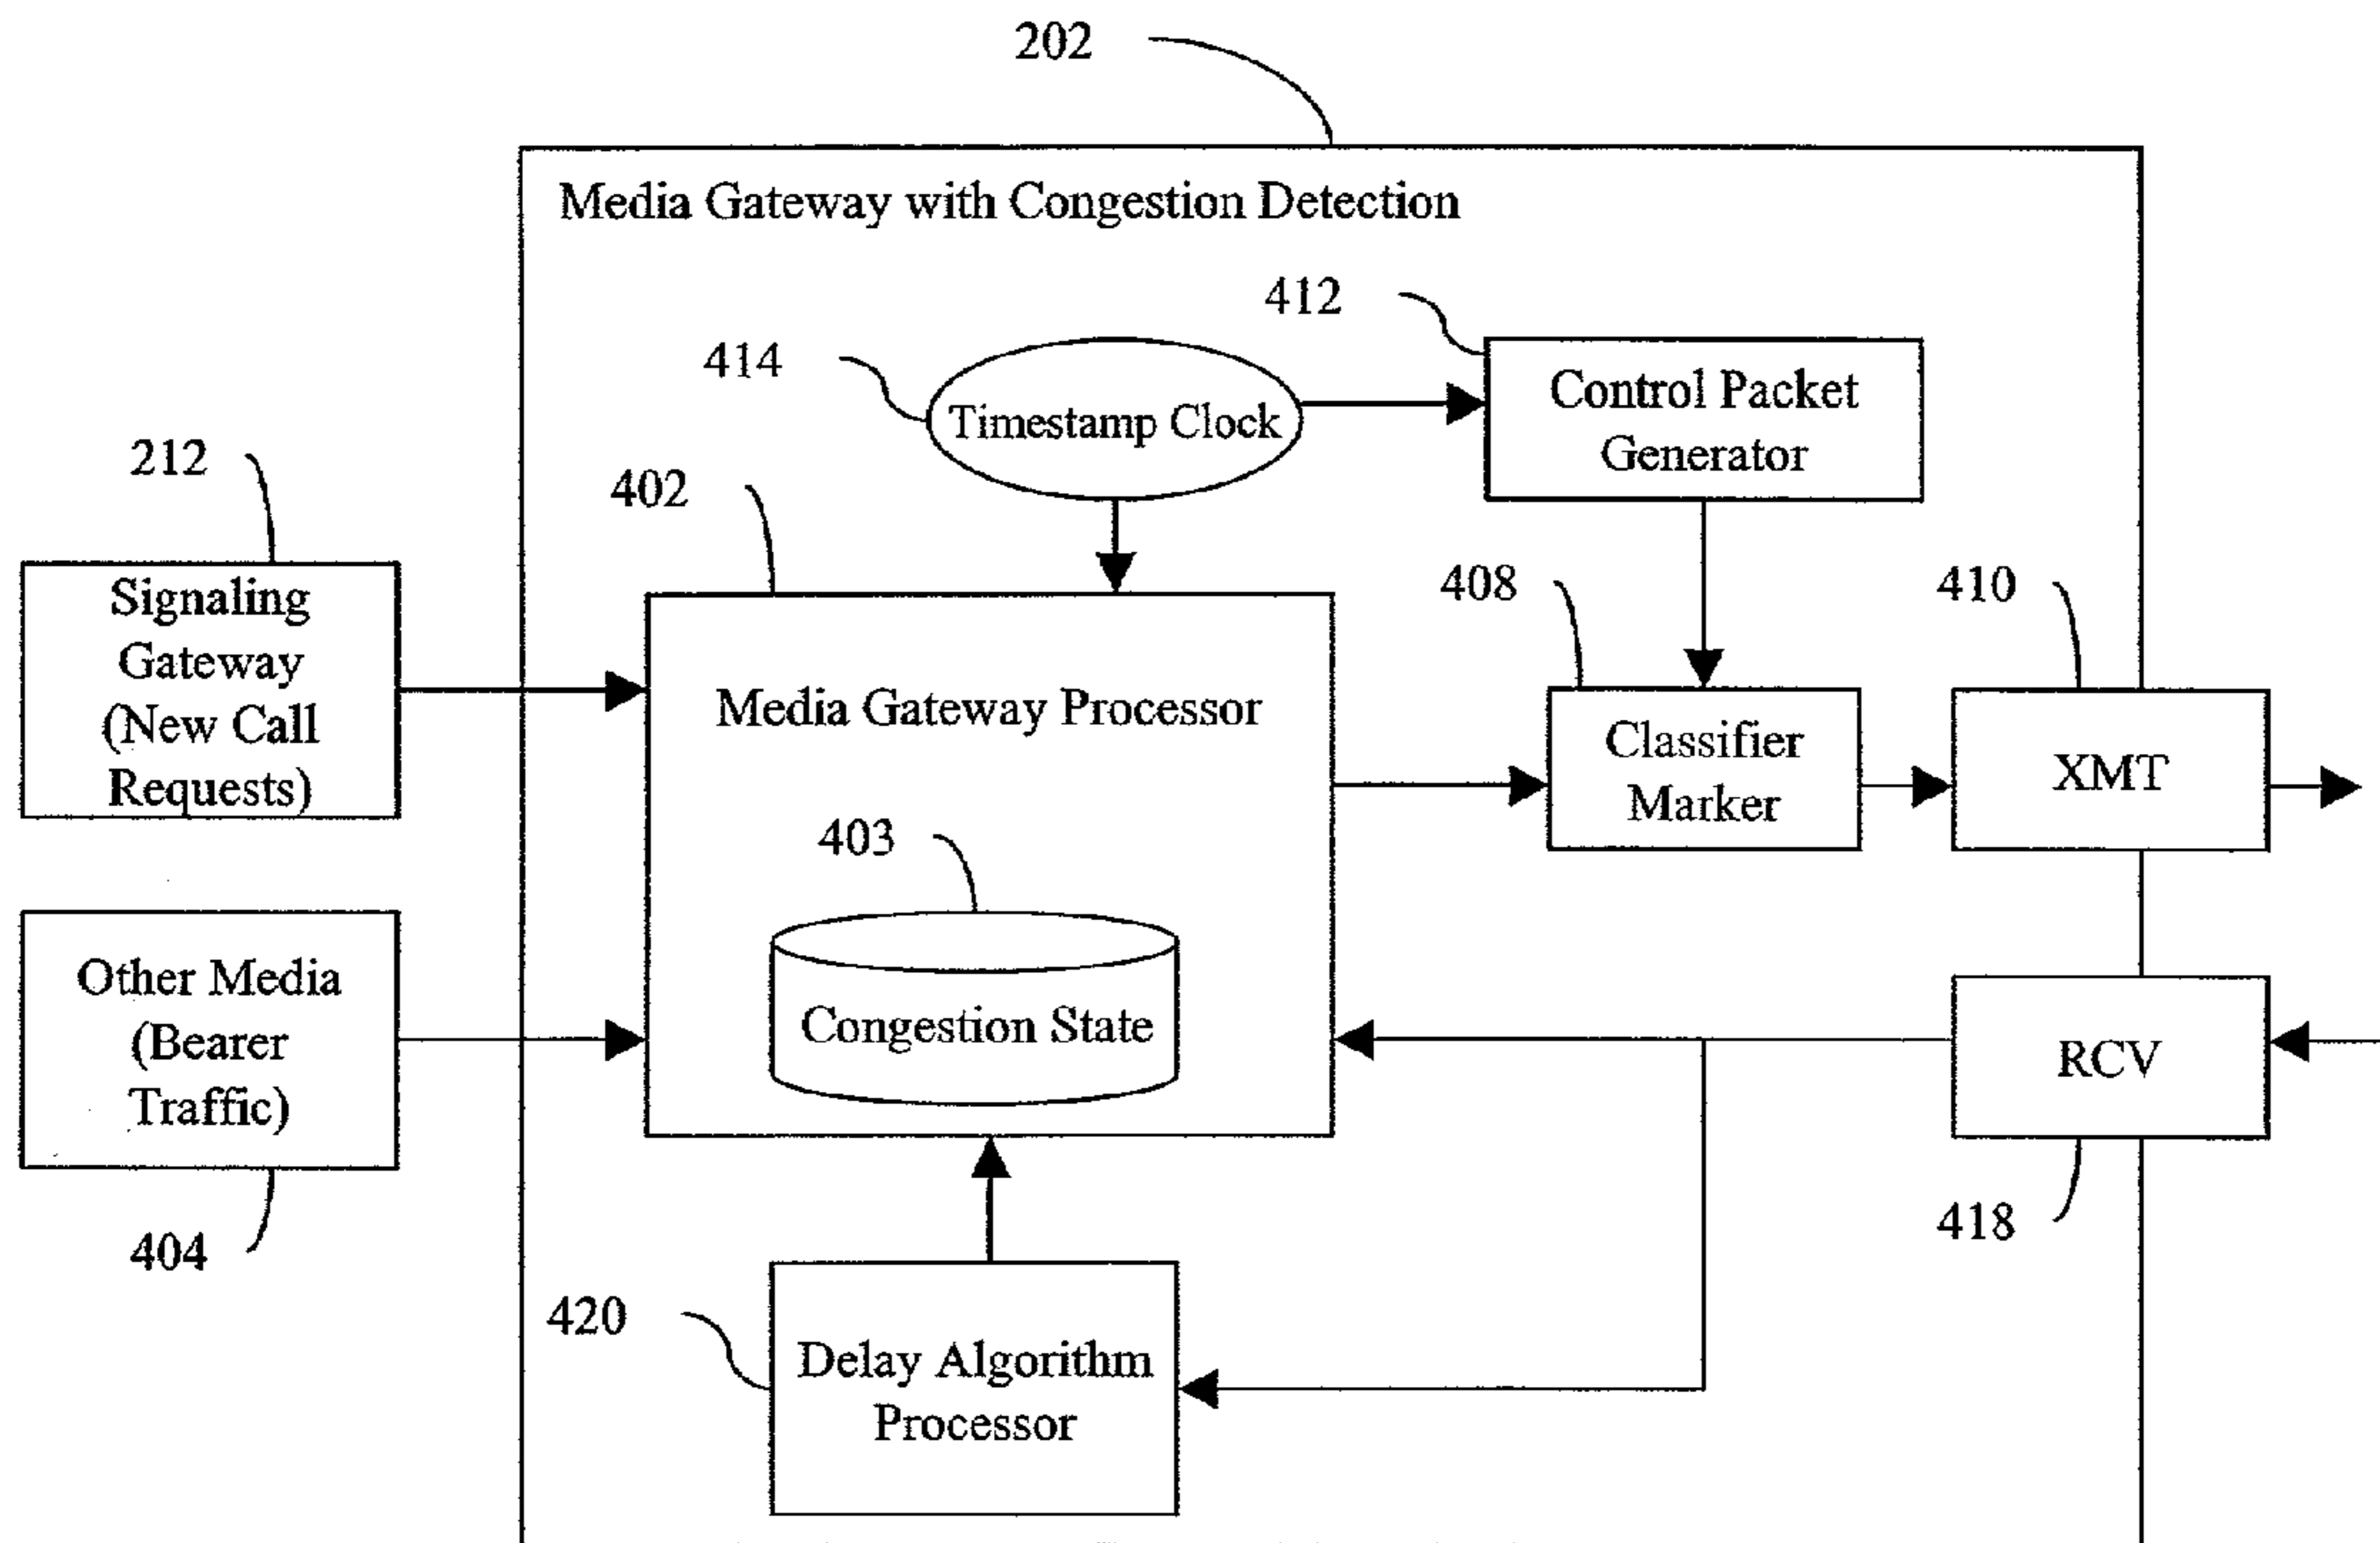 202
Media Gateway with Congestion Detection
412
414
Timestamp Clock
Control Packet
Generator
212
402
Signaling
Gateway
(New Call
Requests)
408
410
Media Gateway Processor
Classifier
Marker
XMT
403
Other Media
(Bearer
Traffic)
Congestion State
RCV
404
418
420
Delay Algorithm
Processor